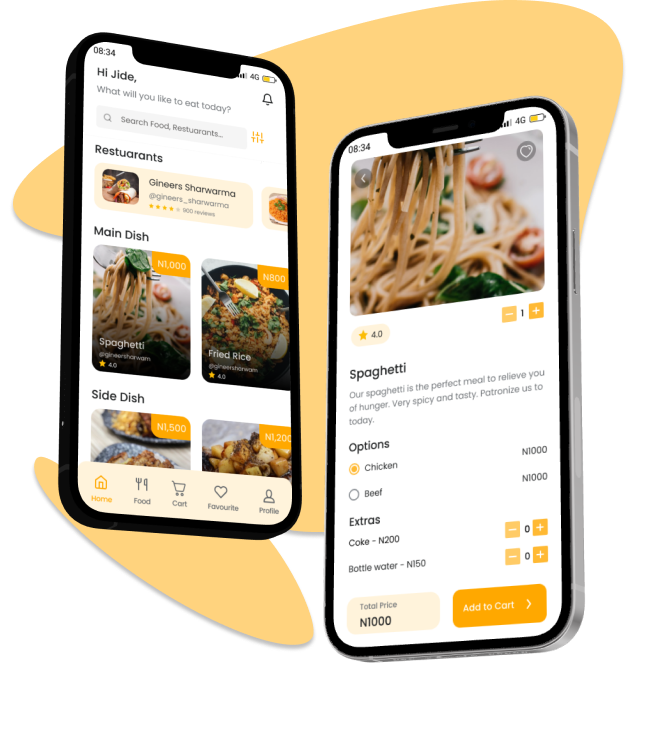 08:34
4G
Hi Jide,
What will you like to eat today?
Search Food, Restuarants...
Restuarants
Gineers Sharwarma
@gineers_sharwarma
900 reviews
Main Dish
N1,000
Spaghetti
@gineersharwam
4.0
N800
Fried Rice
@gineersharwam
4.0
Side Dish
N1,500
N1,200
Home
Food
Cart
Favourite
Profile
08:34
4G
1
4.0
Spaghetti
Our spaghetti is the perfect meal to relieve you
of hunger. Very spicy and tasty. Patronize us to
today.
Options
Chicken N1000
Beef N1000
Extras
Coke - N200 0
Bottle water - N150 0
Total Price
N1000
Add to Cart